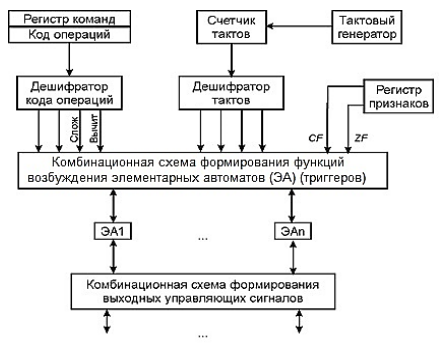 Регистр команд
Код операций
Счетчик
тактов
Тактовый
генератор
Дешифратор
кода операций
Дешифратор
тактов
Регистр
признаков
Слож
Вычит
CF
ZF
Комбинационная схема формирования функций
возбуждения элементарных автоматов (ЭА) (триггеров)
ЭА1
...
ЭАn
Комбинационная схема формирования
выходных управляющих сигналов
...